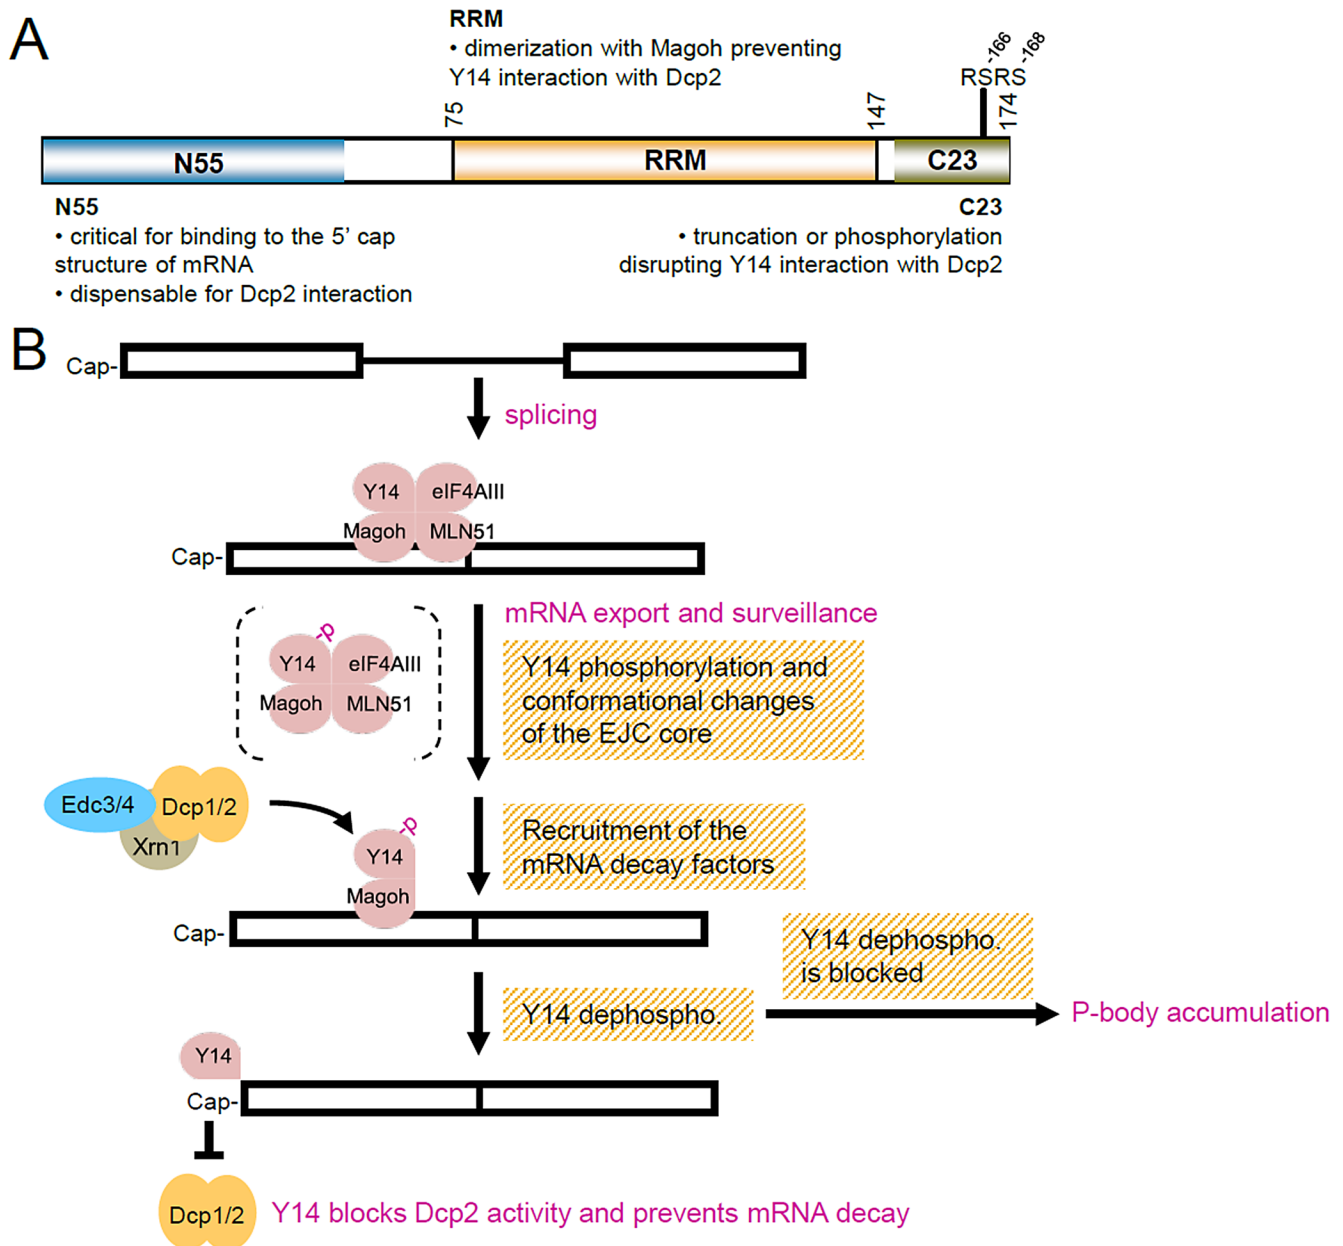 A
RRM
• dimerization with Magoh preventing
Y14 interaction with Dcp2
-166
-168
RSRS
75
147
174
N55
RRM
C23
N55
• critical for binding to the 5’ cap
structure of mRNA
• dispensable for Dcp2 interaction
C23
• truncation or phosphorylation
disrupting Y14 interaction with Dcp2
B
Cap-
splicing
Y14
eIF4AIII
Magoh
MLN51
Cap-
mRNA export and surveillance
-p
Y14
eIF4AIII
Magoh
MLN51
Y14 phosphorylation and
conformational changes
of the EJC core
Edc3/4
Dcp1/2
Xrn1
-p
Y14
Magoh
Recruitment of the
mRNA decay factors
Cap-
Y14 dephospho.
is blocked
Y14 dephospho.
P-body accumulation
Y14
Cap-
Dcp1/2
Y14 blocks Dcp2 activity and prevents mRNA decay